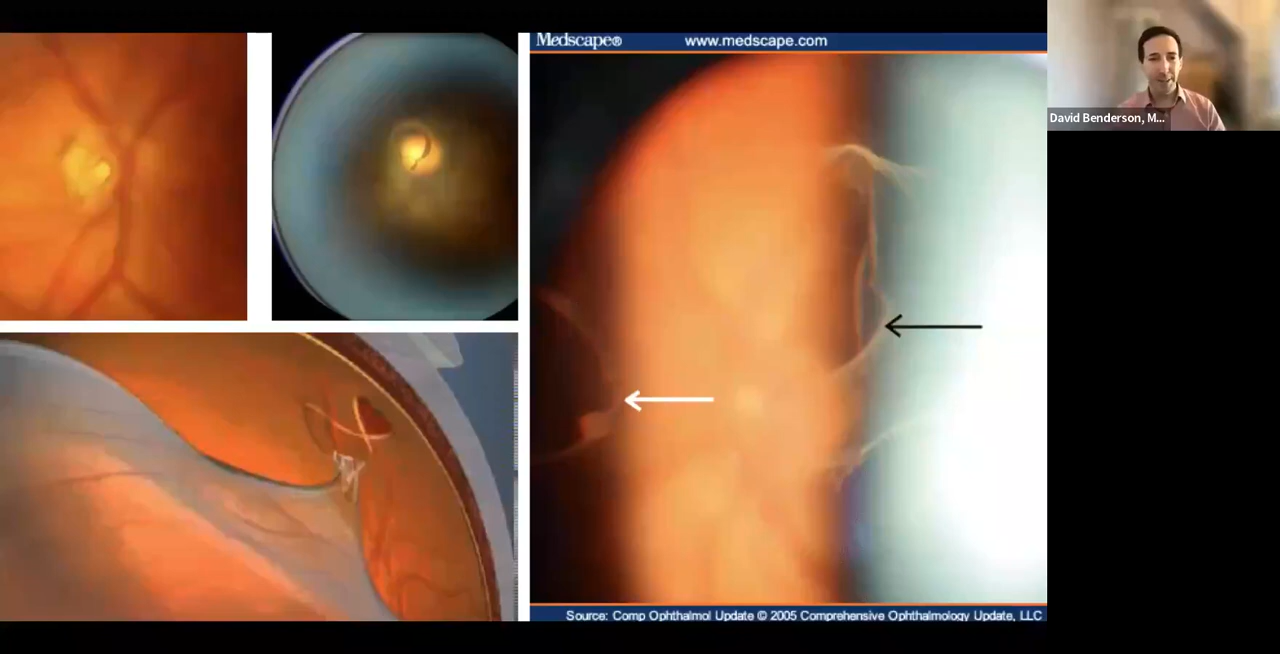 Medscape® www.medscape.com
David Benderson, M...
Source: Comp Ophthalmol Update © 2005 Comprehensive Ophthalmology Update, LLC